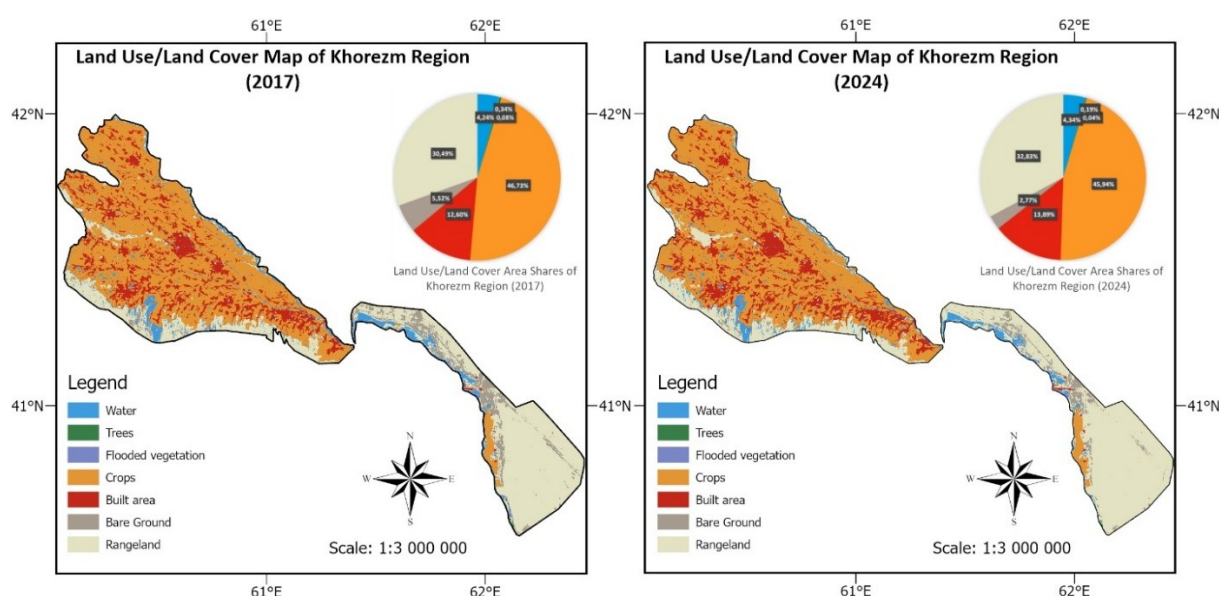 61°E
62°E
Land Use/Land Cover Map of Khorezm Region
(2017)
42°N
0,34%
4,24%
0,08%
30,49%
46,73%
5,52%
12,60%
Land Use/Land Cover Area Shares of
Khorezm Region (2017)
Legend
Water
Trees
Flooded vegetation
Crops
Built area
Bare Ground
Rangeland
41°N
N
W
E
S
Scale: 1:3 000 000
61°E
62°E
61°E
62°E
Land Use/Land Cover Map of Khorezm Region
(2024)
42°N
0,19%
4,34%
0,04%
32,83%
45,94%
2,77%
13,89%
Land Use/Land Cover Area Shares of
Khorezm Region (2024)
Legend
Water
Trees
Flooded vegetation
Crops
Built area
Bare Ground
Rangeland
41°N
41°N
N
W
E
S
Scale: 1:3 000 000
61°E
62°E